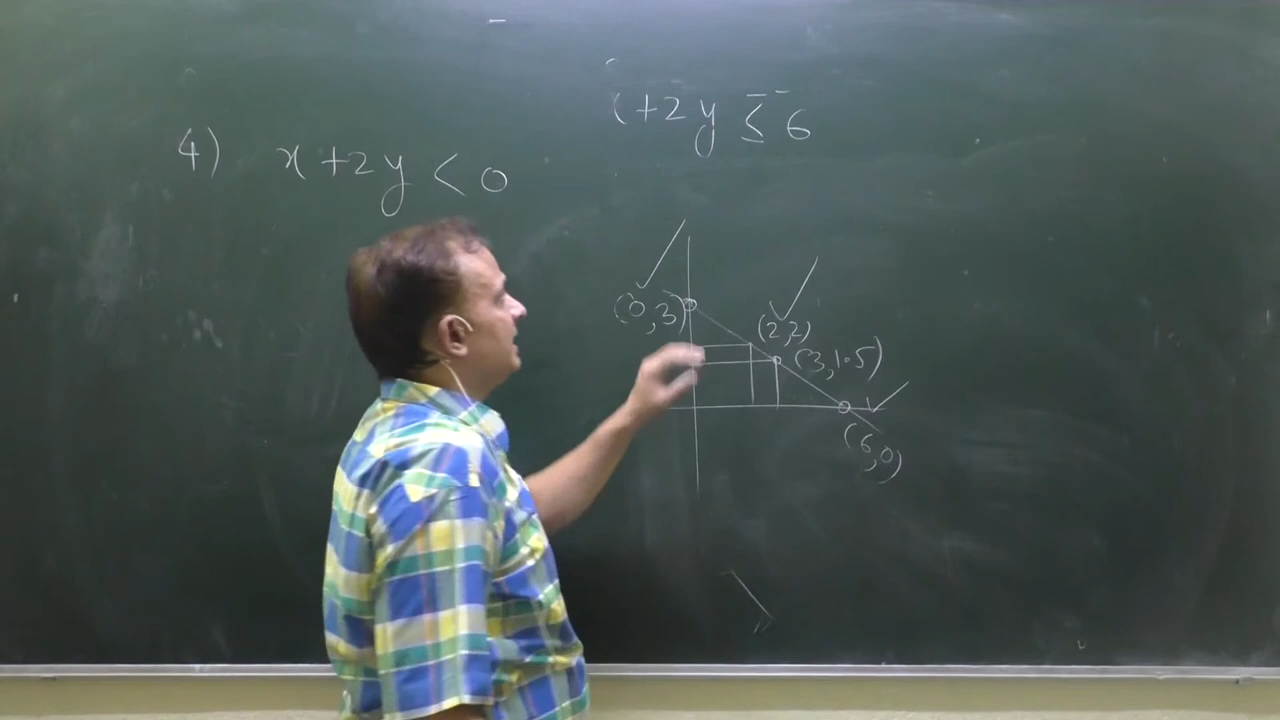 x+2y ≤ 6
4) x+2y < 0
(0,3)
(2,2)
(3,1.5)
(6,0)